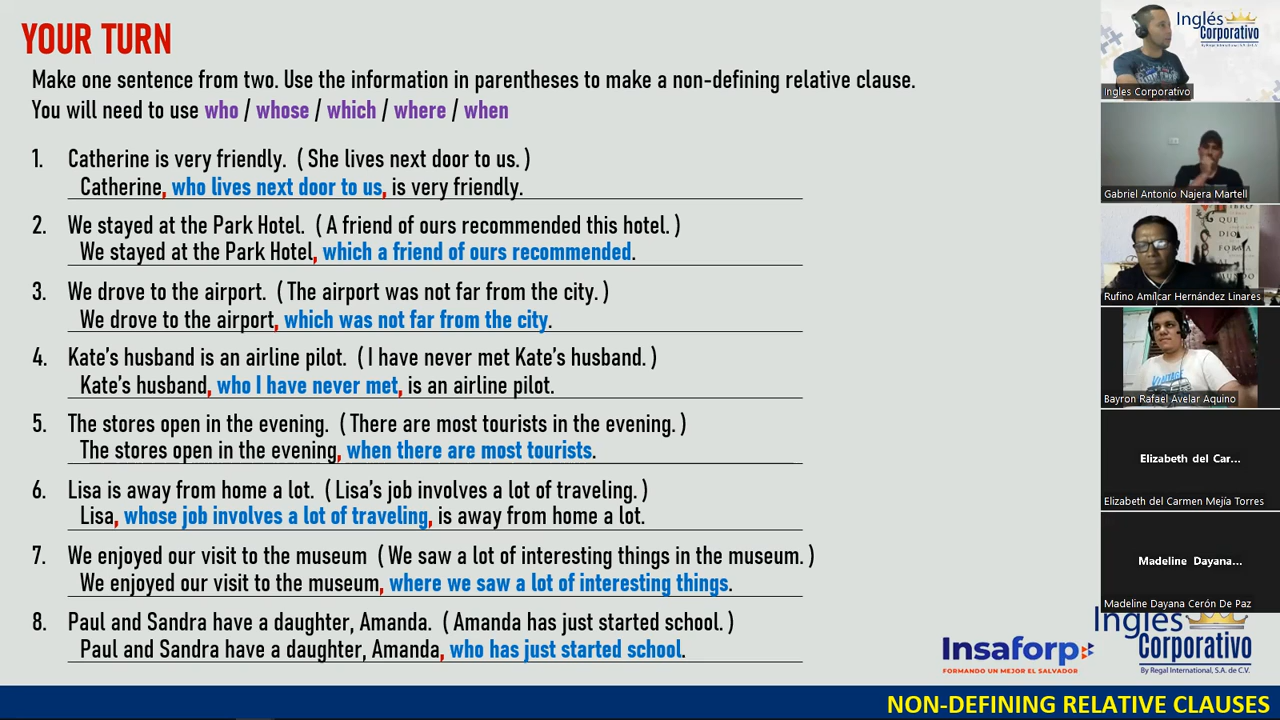 YOUR TURN
Make one sentence from two. Use the information in parentheses to make a non-defining relative clause.
You will need to use who / whose / which / where / when
1. Catherine is very friendly. ( She lives next door to us. )
Catherine, who lives next door to us, is very friendly.
2. We stayed at the Park Hotel. ( A friend of ours recommended this hotel. )
We stayed at the Park Hotel, which a friend of ours recommended.
3. We drove to the airport. ( The airport was not far from the city. )
We drove to the airport, which was not far from the city.
4. Kate's husband is an airline pilot. ( I have never met Kate's husband. )
Kate's husband, who I have never met, is an airline pilot.
5. The stores open in the evening. ( There are most tourists in the evening. )
The stores open in the evening, when there are most tourists.
6. Lisa is away from home a lot. ( Lisa's job involves a lot of traveling. )
Lisa, whose job involves a lot of traveling, is away from home a lot.
7. We enjoyed our visit to the museum ( We saw a lot of interesting things in the museum. )
We enjoyed our visit to the museum, where we saw a lot of interesting things.
8. Paul and Sandra have a daughter, Amanda. ( Amanda has just started school. )
Paul and Sandra have a daughter, Amanda, who has just started school.
Insaforp
FORMANDO UN MEJOR EL SALVADOR
Inglés
Corporativo
By Regal International, S.A. de C.V.
NON-DEFINING RELATIVE CLAUSES
Inglés
Corporativo
Ingles Corporativo
Gabriel Antonio Najera Martell
QUE
DIO
FORMA
AL
Rufino Amílcar Hernández Linares
Bayron Rafael Avelar Aquino
Elizabeth del Car...
Elizabeth del Carmen Mejía Torres
Madeline Dayana...
Madeline Dayana Cerón De Paz